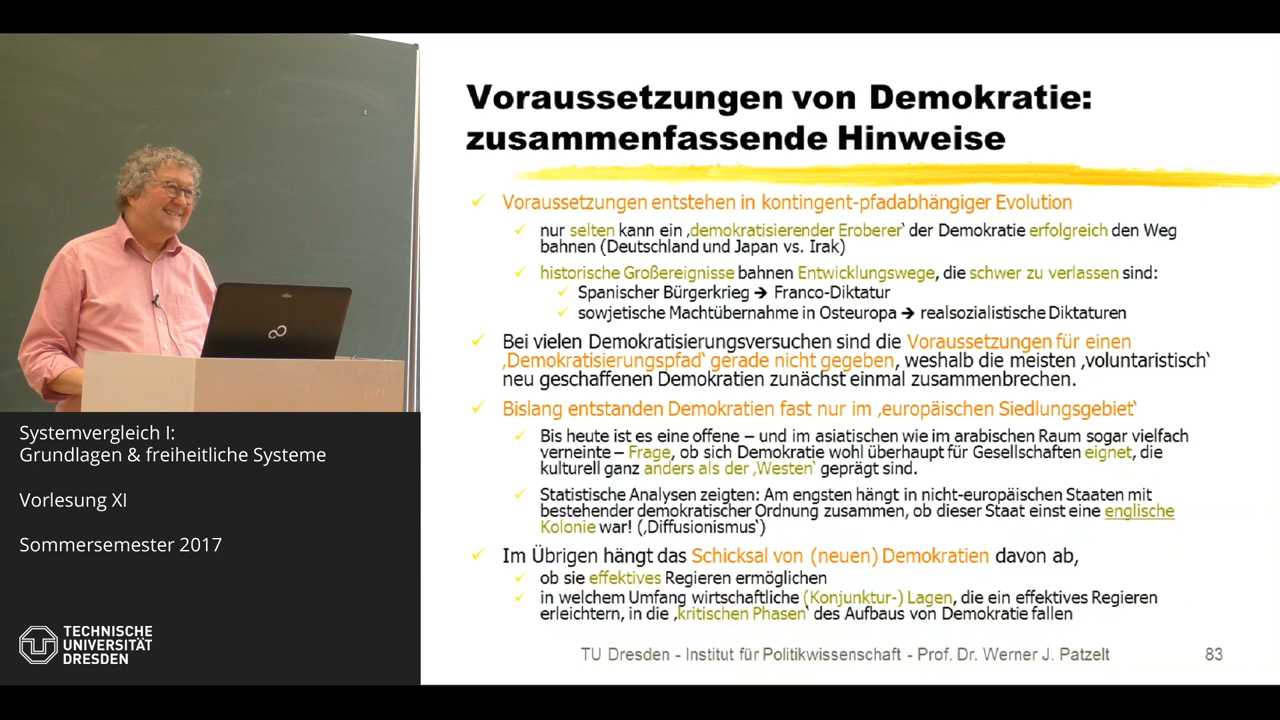 Voraussetzungen von Demokratie:
zusammenfassende Hinweise
Voraussetzungen entstehen in kontingent-pfadabhängiger Evolution
nur selten kann ein ‚demokratisierender Eroberer‘ der Demokratie erfolgreich den Weg
bahnen (Deutschland und Japan vs. Irak)
historische Großereignisse bahnen Entwicklungswege, die schwer zu verlassen sind:
Spanischer Bürgerkrieg ➔ Franco-Diktatur
sowjetische Machtübernahme in Osteuropa ➔ realsozialistische Diktaturen
Bei vielen Demokratisierungsversuchen sind die Voraussetzungen für einen
‚Demokratisierungspfad‘ gerade nicht gegeben, weshalb die meisten ‚voluntaristisch‘
neu geschaffenen Demokratien zunächst einmal zusammenbrechen.
Bislang entstanden Demokratien fast nur im ‚europäischen Siedlungsgebiet‘
Bis heute ist es eine offene – und im asiatischen wie im arabischen Raum sogar vielfach
verneinte – Frage, ob sich Demokratie wohl überhaupt für Gesellschaften eignet, die
kulturell ganz anders als der ‚Westen‘ geprägt sind.
Statistische Analysen zeigten: Am engsten hängt in nicht-europäischen Staaten mit
bestehender demokratischer Ordnung zusammen, ob dieser Staat einst eine englische
Kolonie war! (‚Diffusionismus‘)
Im Übrigen hängt das Schicksal von (neuen) Demokratien davon ab,
ob sie effektives Regieren ermöglichen
in welchem Umfang wirtschaftliche (Konjunktur-) Lagen, die ein effektives Regieren
erleichtern, in die ‚kritischen Phasen‘ des Aufbaus von Demokratie fallen
TU Dresden - Institut für Politikwissenschaft - Prof. Dr. Werner J. Patzelt
83
Systemvergleich I:
Grundlagen & freiheitliche Systeme
Vorlesung XI
Sommersemester 2017
TECHNISCHE
UNIVERSITÄT
DRESDEN